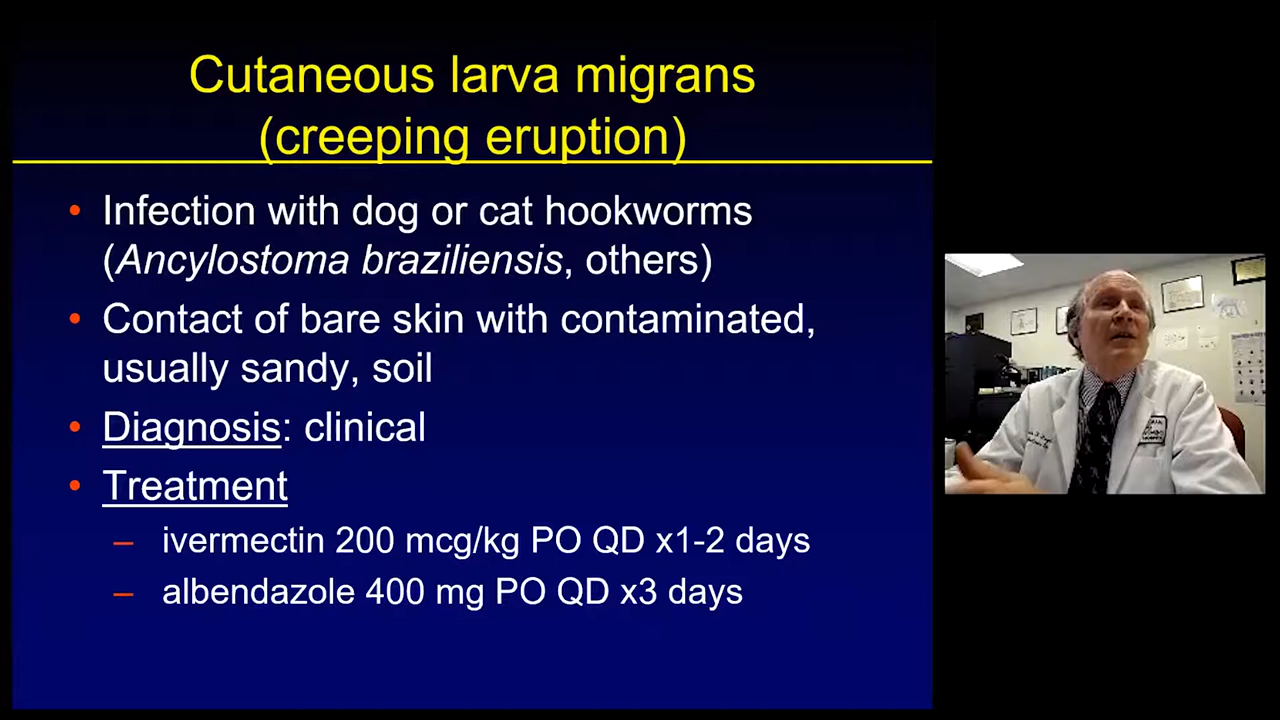 Cutaneous larva migrans
(creeping eruption)
• Infection with dog or cat hookworms
(Ancylostoma braziliensis, others)
• Contact of bare skin with contaminated,
usually sandy, soil
• Diagnosis: clinical
• Treatment
– ivermectin 200 mcg/kg PO QD x1-2 days
– albendazole 400 mg PO QD x3 days